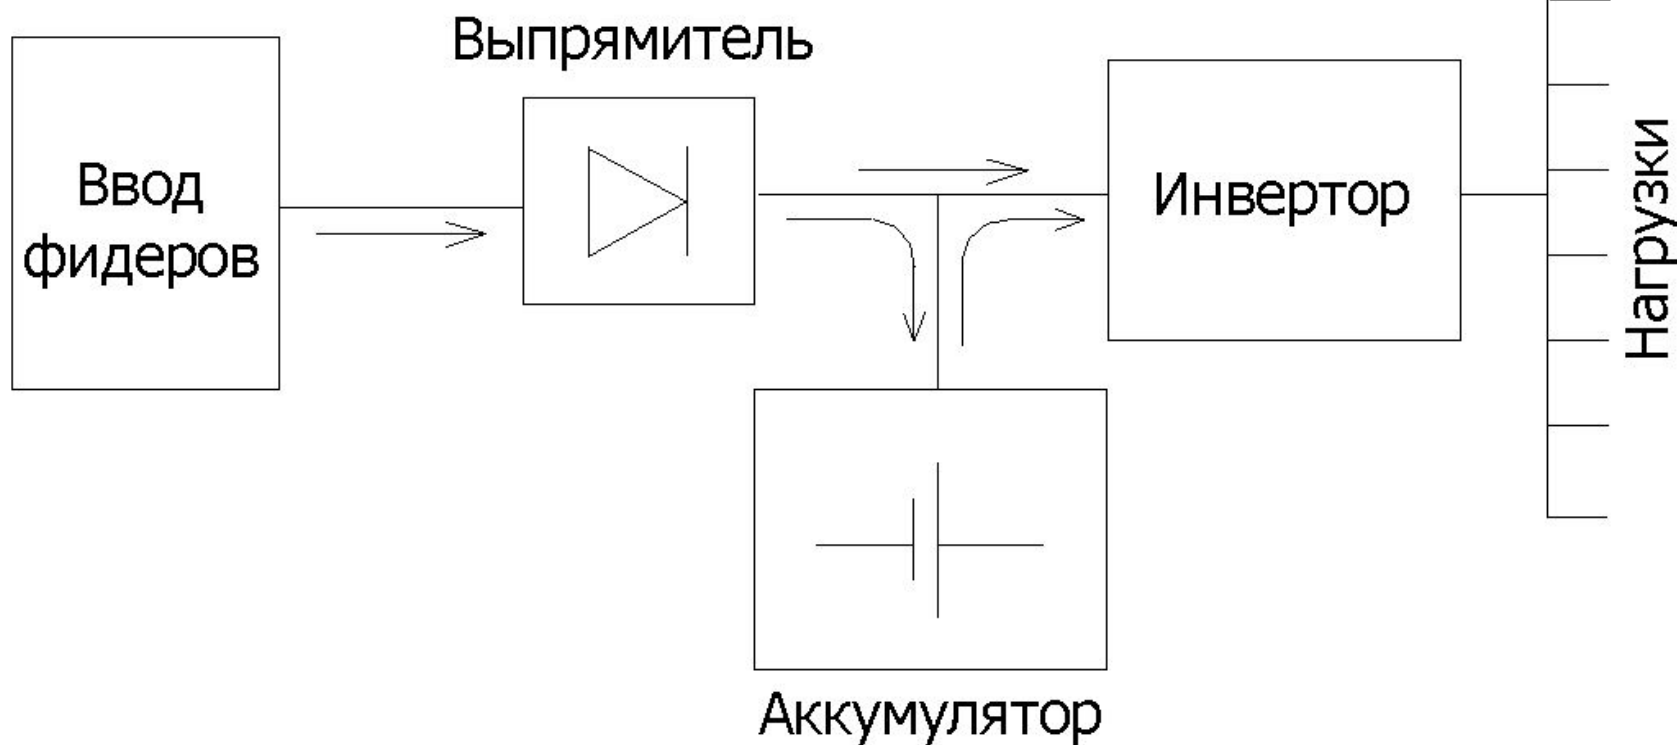 Выпрямитель
Ввод
фидеров
Инвертор
Нагрузки
Аккумулятор